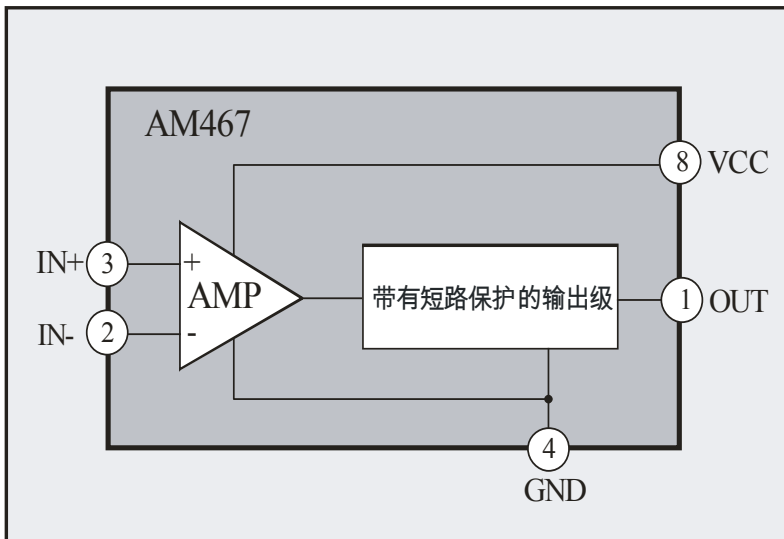 AM467
8 VCC
IN+ 3
+
AMP
带有短路保护的输出级
1 OUT
IN- 2
-
4
GND